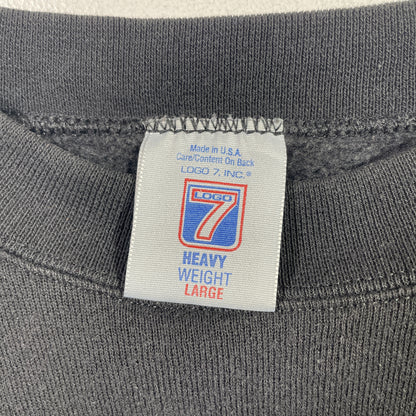 Made in U.S.A.
Care/Content On Back
LOGO 7, INC.®
LOGO
7
HEAVY
WEIGHT
LARGE